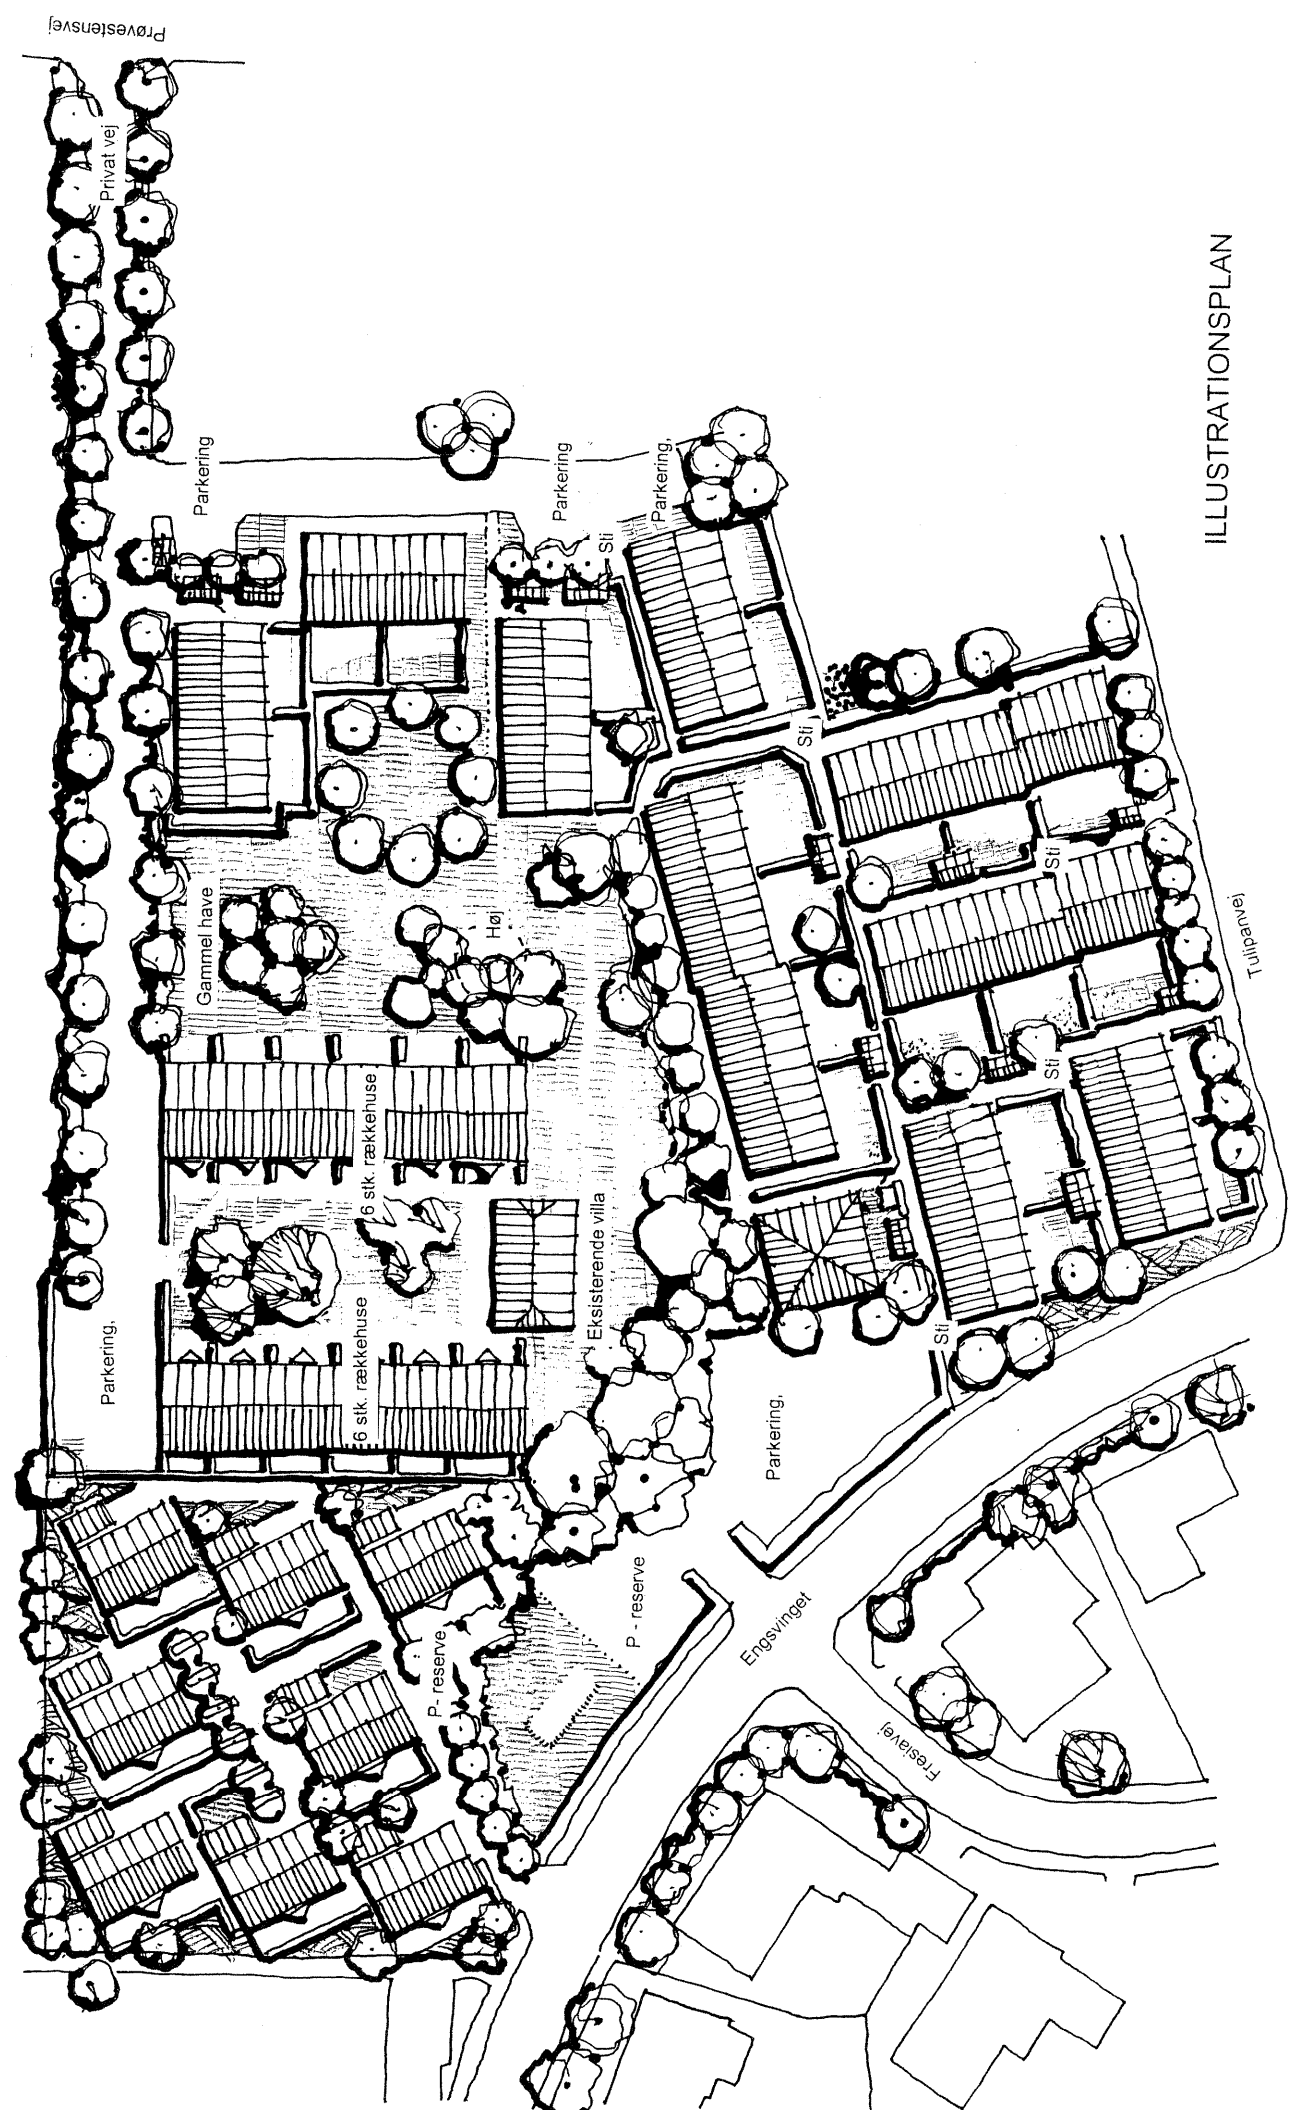 Prøvestensvej
Privat vej
Parkering
Parkering
Parkering,
Sti
ILLUSTRATIONSPLAN
Sti
Gammel have
Høj
Sti
Tulipanvej
6 stk. rækkehuse
Sti
Eksisterende villa
6 stk. rækkehuse
Parkering,
Sti
Parkering,
P - reserve
P - reserve
Engsvinget
Fresiavej